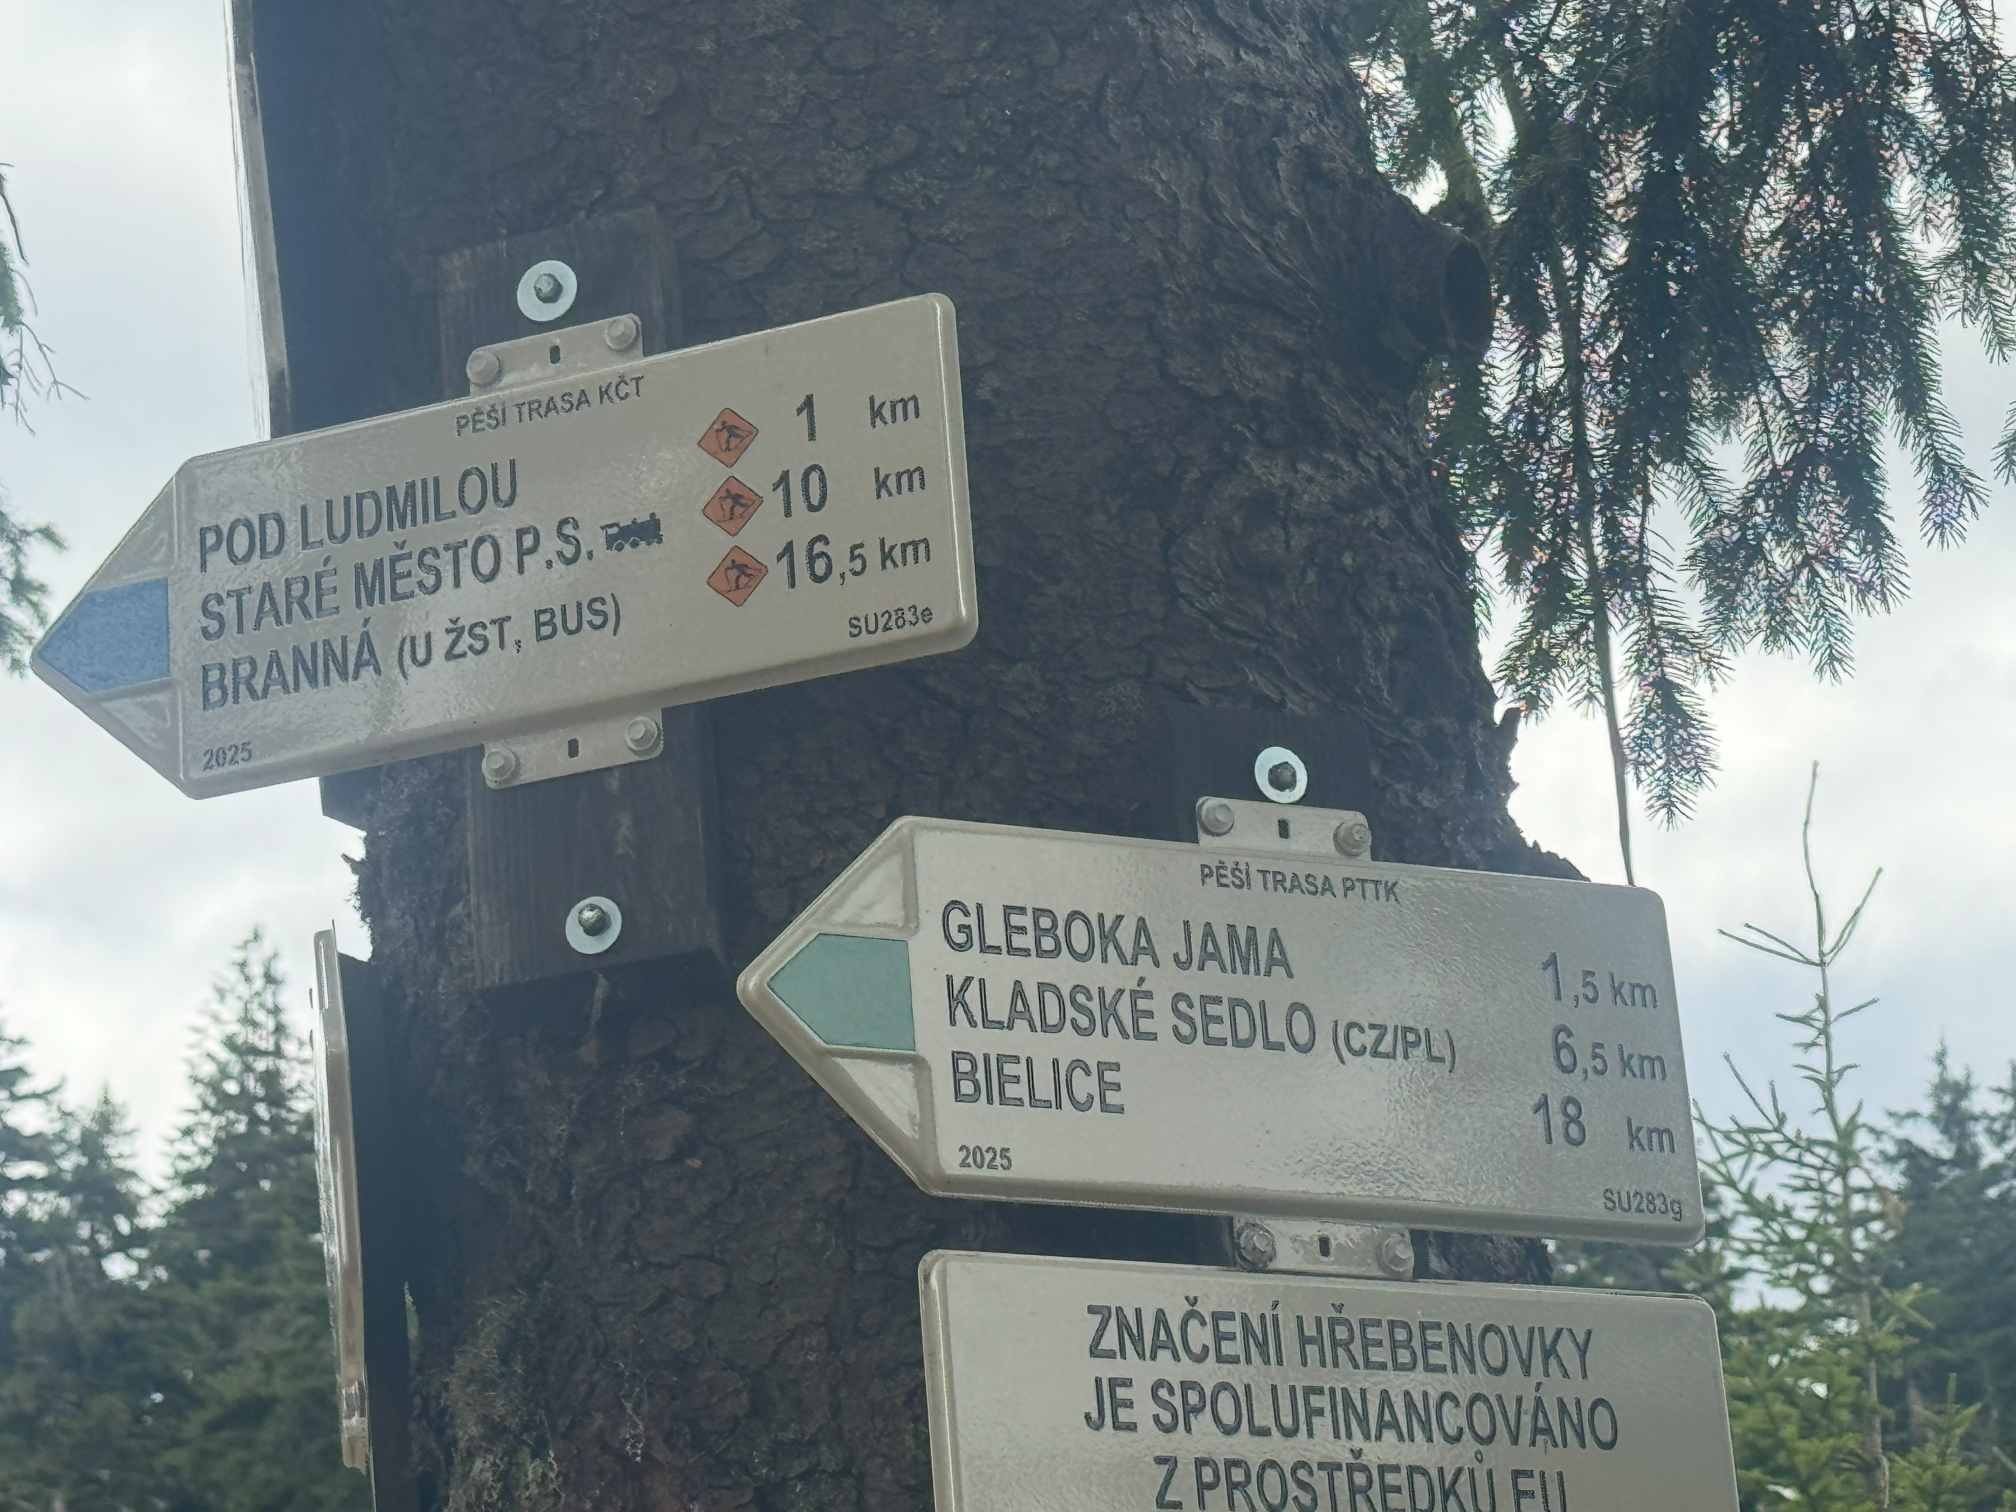 PĚŠÍ TRASA KČT
POD LUDMILOU 1 km
STARÉ MĚSTO P.S. 10 km
BRANNÁ (U ŽST, BUS) 16,5 km
2025 SU283e
PĚŠÍ TRASA PTTK
GLEBOKA JAMA 1,5 km
KLADSKÉ SEDLO (CZ/PL) 6,5 km
BIELICE 18 km
2025 SU283g
ZNAČENÍ HŘEBENOVKY
JE SPOLUFINANCOVÁNO
Z PROSTŘEDKŮ EU